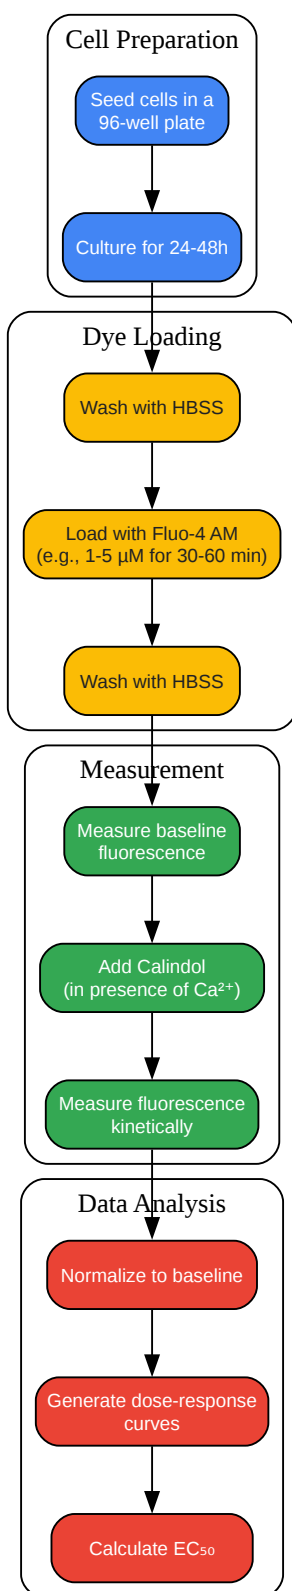 Cell Preparation
Seed cells in a
96-well plate
Culture for 24-48h
Dye Loading
Wash with HBSS
Load with Fluo-4 AM
(e.g., 1-5 µM for 30-60 min)
Wash with HBSS
Measurement
Measure baseline
fluorescence
Add Calindol
(in presence of Ca²⁺)
Measure fluorescence
kinetically
Data Analysis
Normalize to baseline
Generate dose-response
curves
Calculate EC₅₀